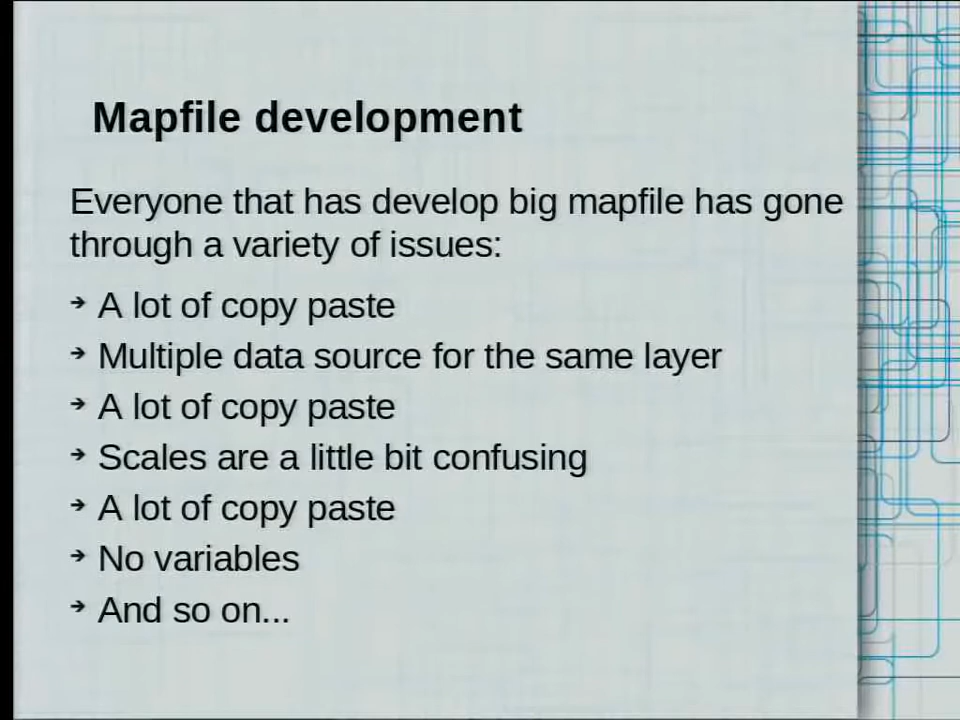 Mapfile development
Everyone that has develop big mapfile has gone
through a variety of issues:
➔ A lot of copy paste
➔ Multiple data source for the same layer
➔ A lot of copy paste
➔ Scales are a little bit confusing
➔ A lot of copy paste
➔ No variables
➔ And so on...